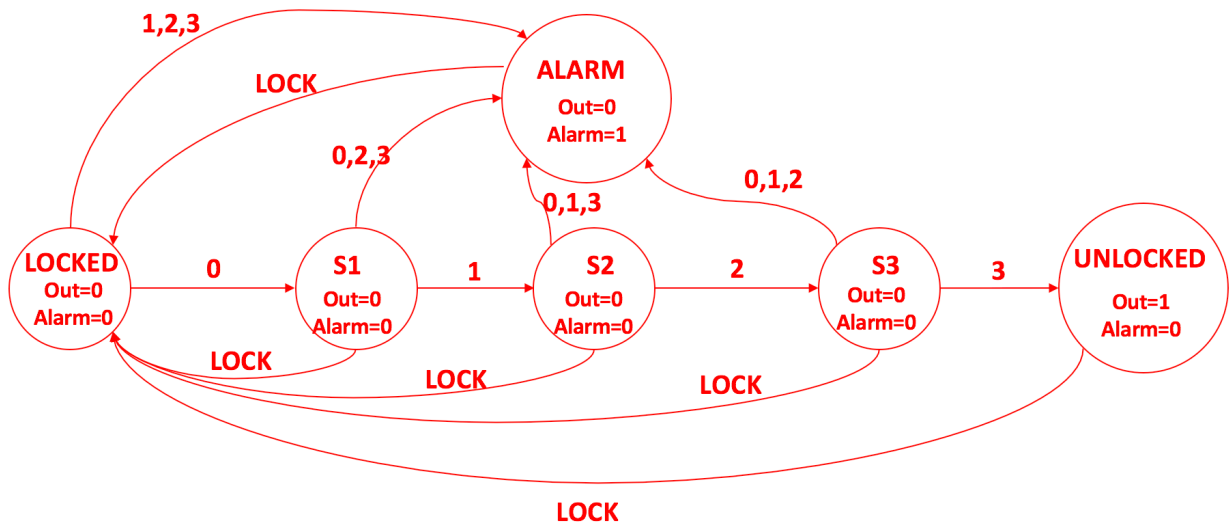 1,2,3
ALARM
Out=0
Alarm=1
LOCK
0,2,3
0,1,3
0,1,2
LOCKED
Out=0
Alarm=0
0
S1
Out=0
Alarm=0
1
S2
Out=0
Alarm=0
2
S3
Out=0
Alarm=0
3
UNLOCKED
Out=1
Alarm=0
LOCK
LOCK
LOCK
LOCK